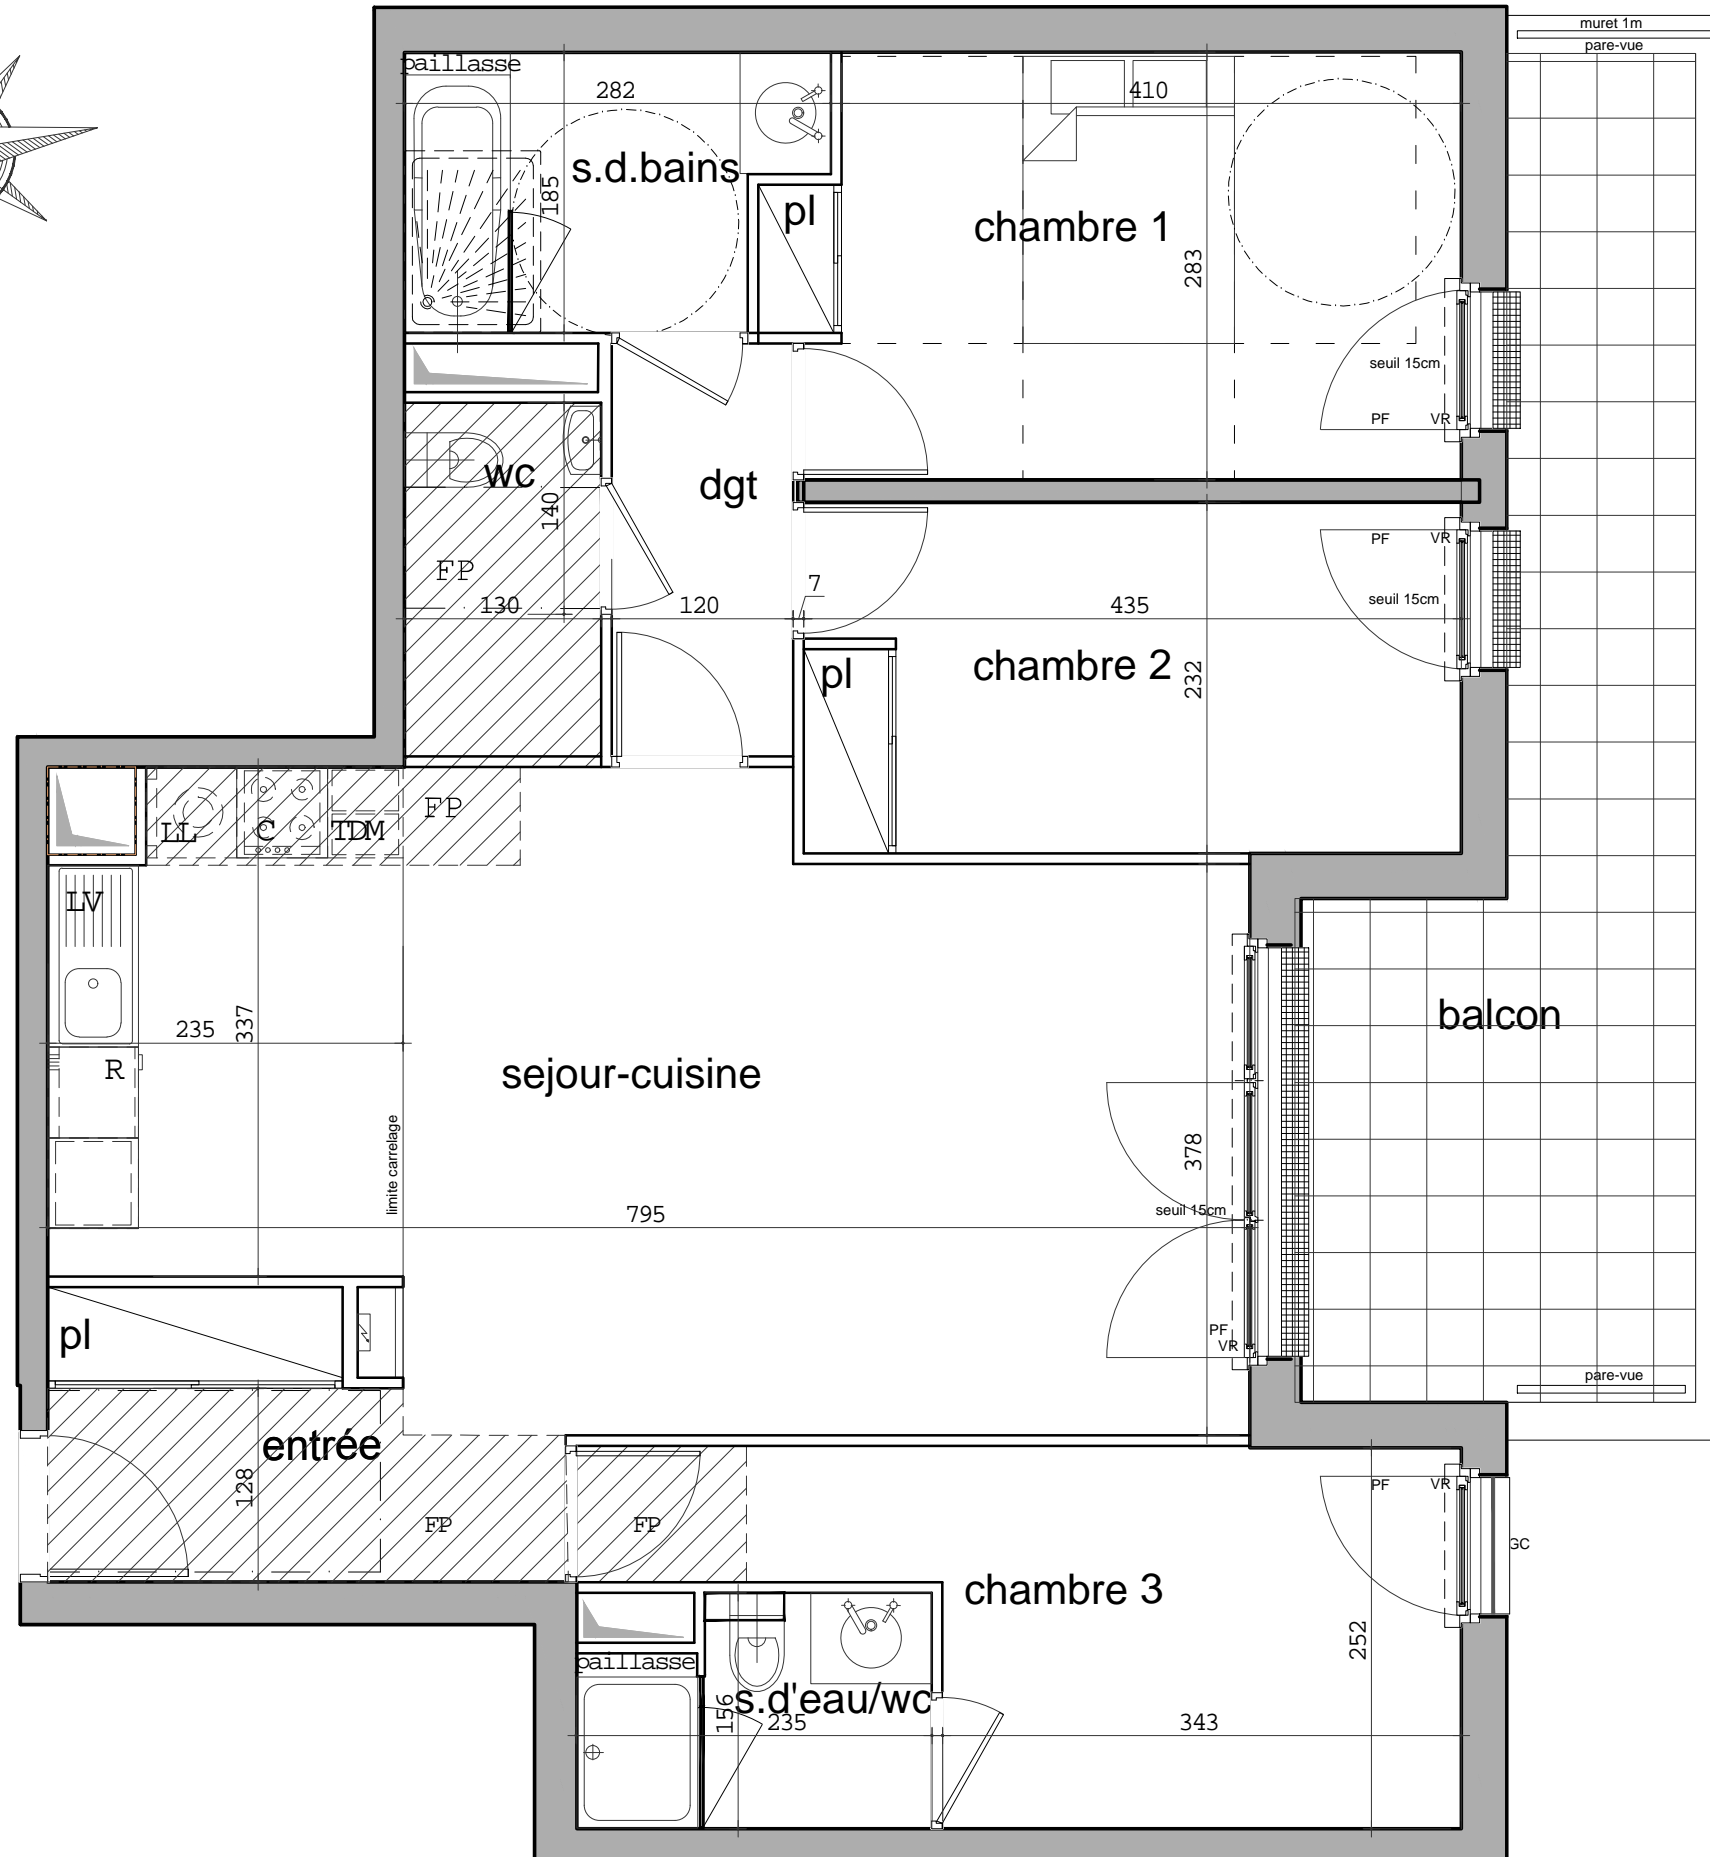 muret 1m
pare-vue
paillasse
282
410
s.d.bains
185
pl
chambre 1
283
seuil 15cm
PF
VR
wc
dgt
140
FP
130
120
7
435
PF
VR
seuil 15cm
pl
chambre 2
232
LL
C
TDM
FP
LV
235
337
R
sejour-cuisine
balcon
limite carrelage
378
795
seuil 15cm
PF
VR
pl
pare-vue
entrée
128
FP
FP
PF
VR
GC
chambre 3
252
paillasse
s.d'eau/wc
156
235
343